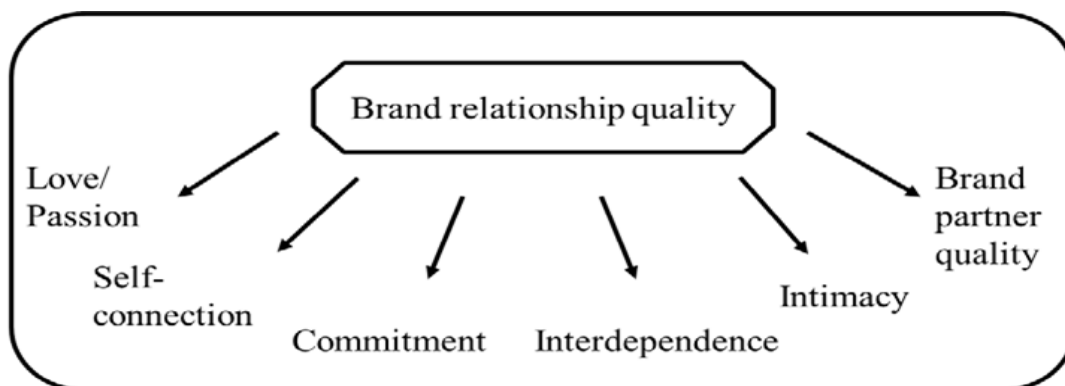 Brand relationship quality
Love/
Passion
Self-
connection
Commitment
Interdependence
Intimacy
Brand
partner
quality